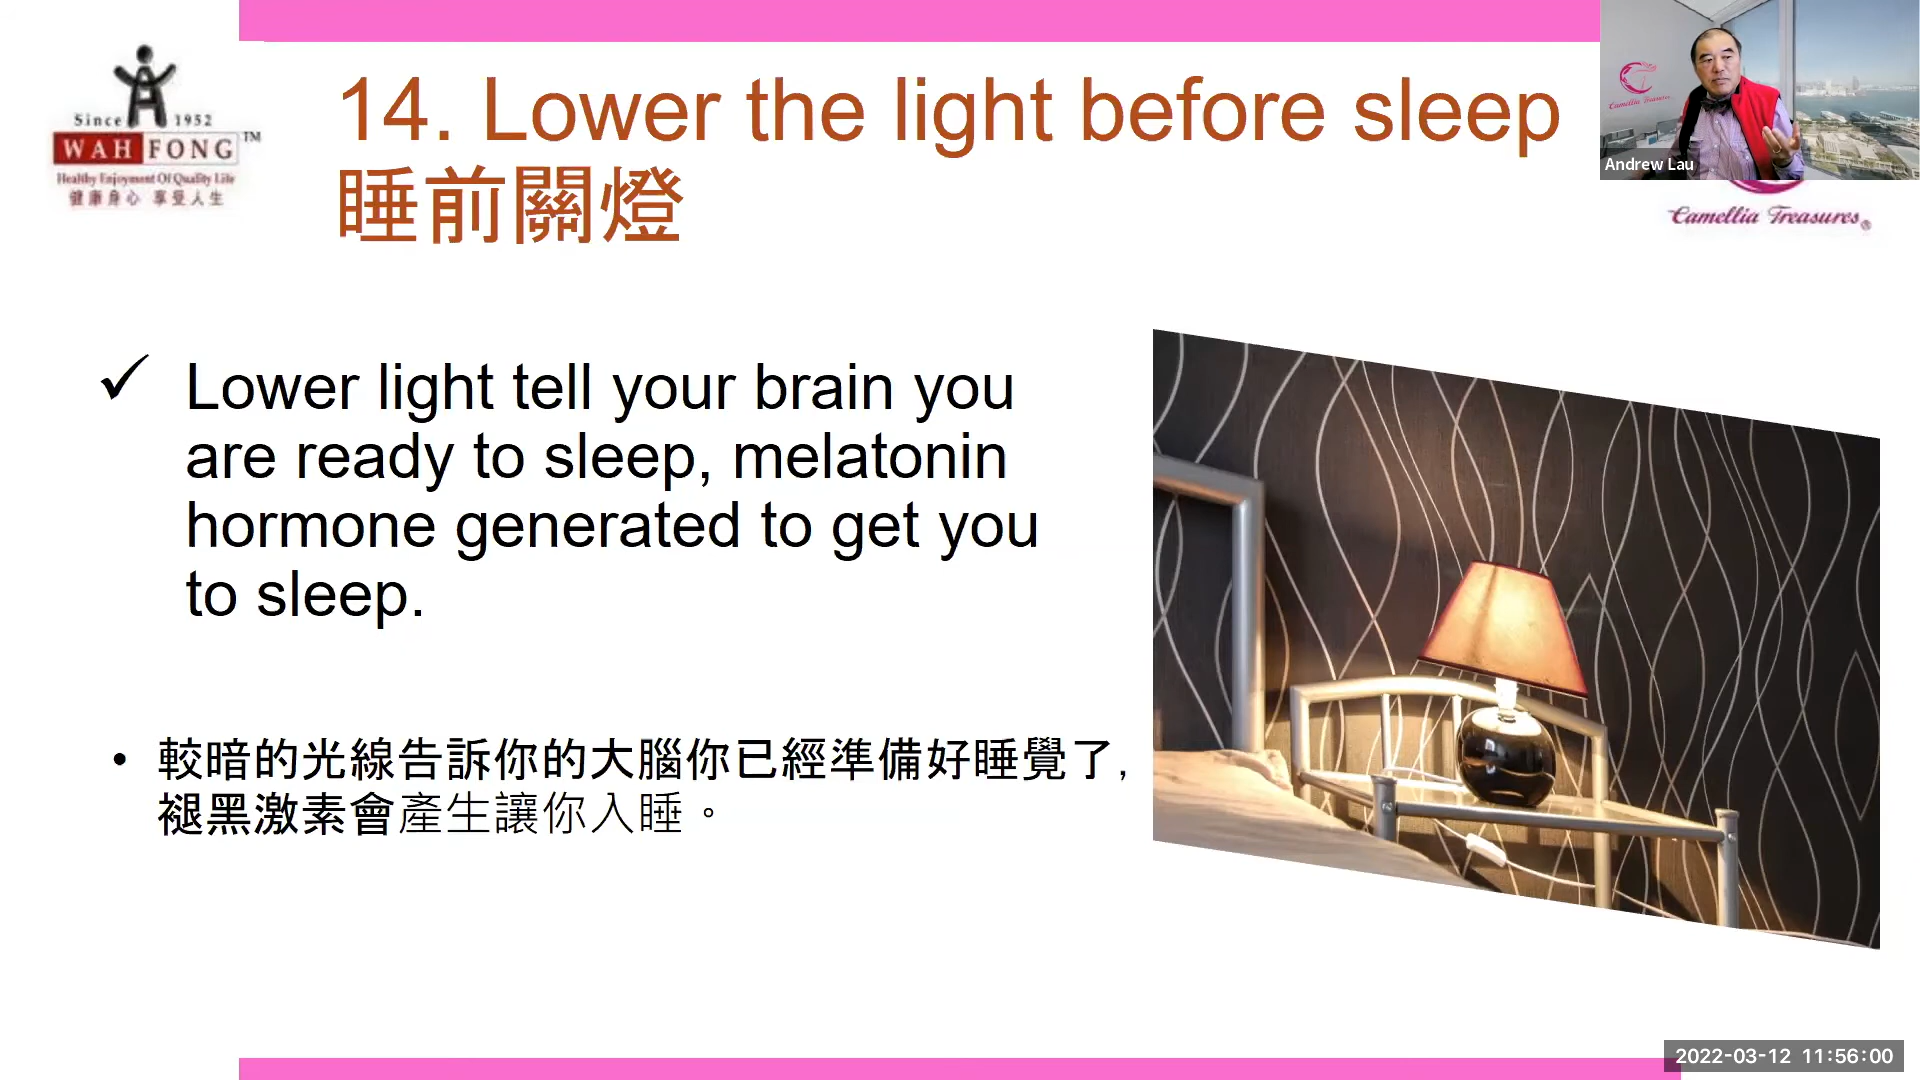 Since 1952
WAH FONG™
Healthy Enjoyment Of Quality Life
健康身心 享受人生
14. Lower the light before sleep
睡前關燈
Camellia Treasures
Andrew Lau
Camellia Treasures®
Lower light tell your brain you
are ready to sleep, melatonin
hormone generated to get you
to sleep.
較暗的光線告訴你的大腦你已經準備好睡覺了,
褪黑激素會產生讓你入睡。
2022-03-12 11:56:00